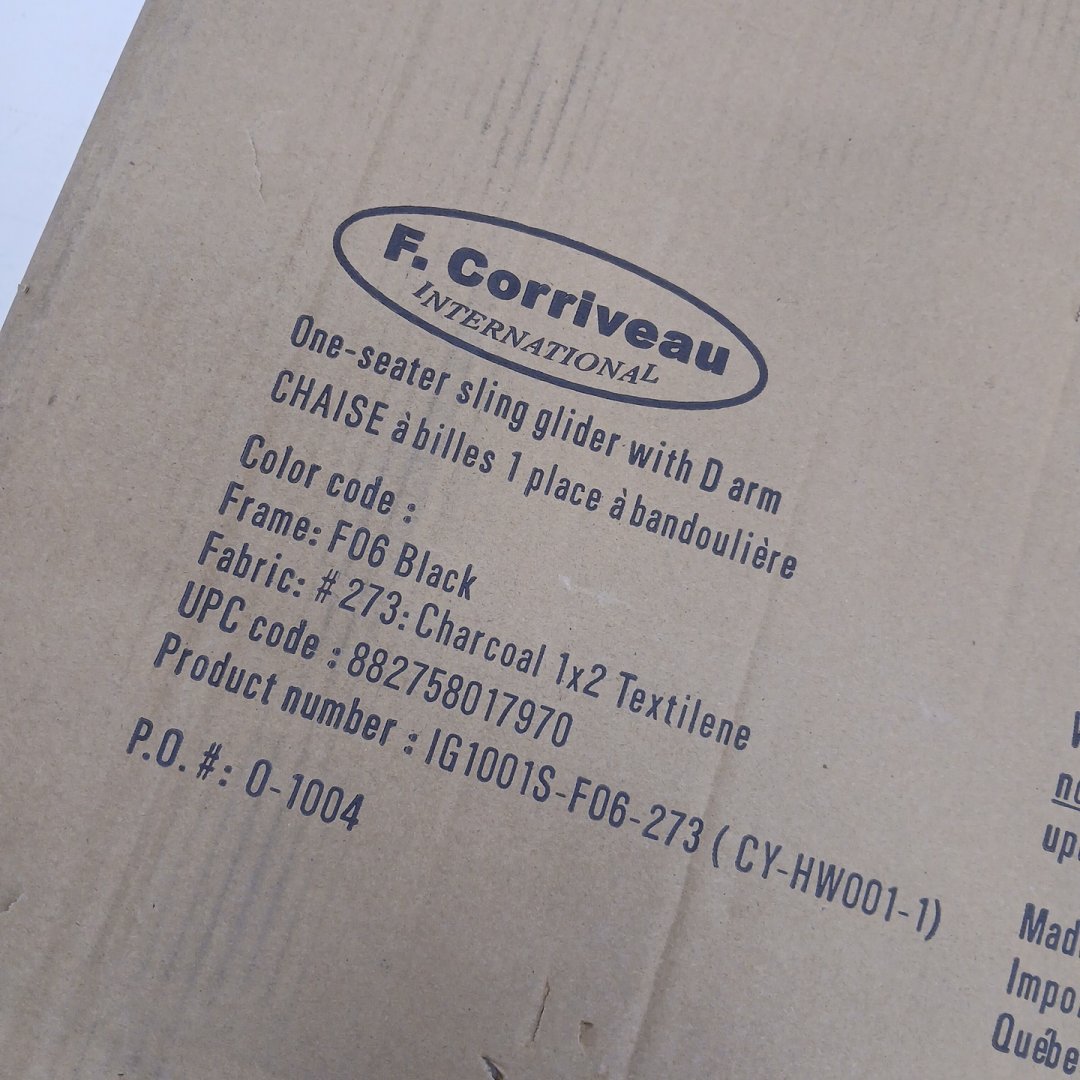 F. Corriveau
INTERNATIONAL
One-seater sling glider with D arm
CHAISE à billes 1 place à bandoulière
Color code :
Frame: F06 Black
Fabric: # 273: Charcoal 1x2 Textilene
UPC code : 882758017970
Product number : IG1001S-F06-273 ( CY-HW001-1)
P.O. #: O-1004